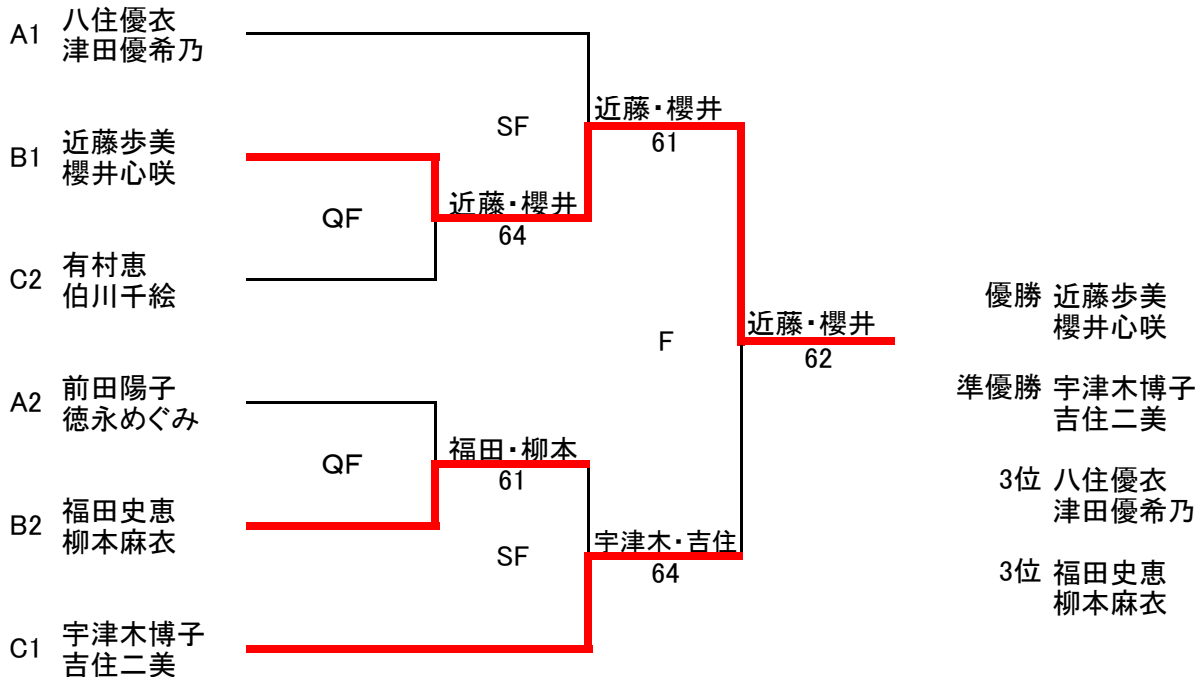 A1 八住優衣
津田優希乃
B1 近藤歩美
櫻井心咲
C2 有村恵
伯川千絵
A2 前田陽子
徳永めぐみ
B2 福田史恵
柳本麻衣
C1 宇津木博子
吉住二美
QF
近藤・櫻井
64
QF
福田・柳本
61
SF
近藤・櫻井
61
SF
宇津木・吉住
64
F
近藤・櫻井
62
優勝 近藤歩美
櫻井心咲
準優勝 宇津木博子
吉住二美
3位 八住優衣
津田優希乃
3位 福田史恵
柳本麻衣